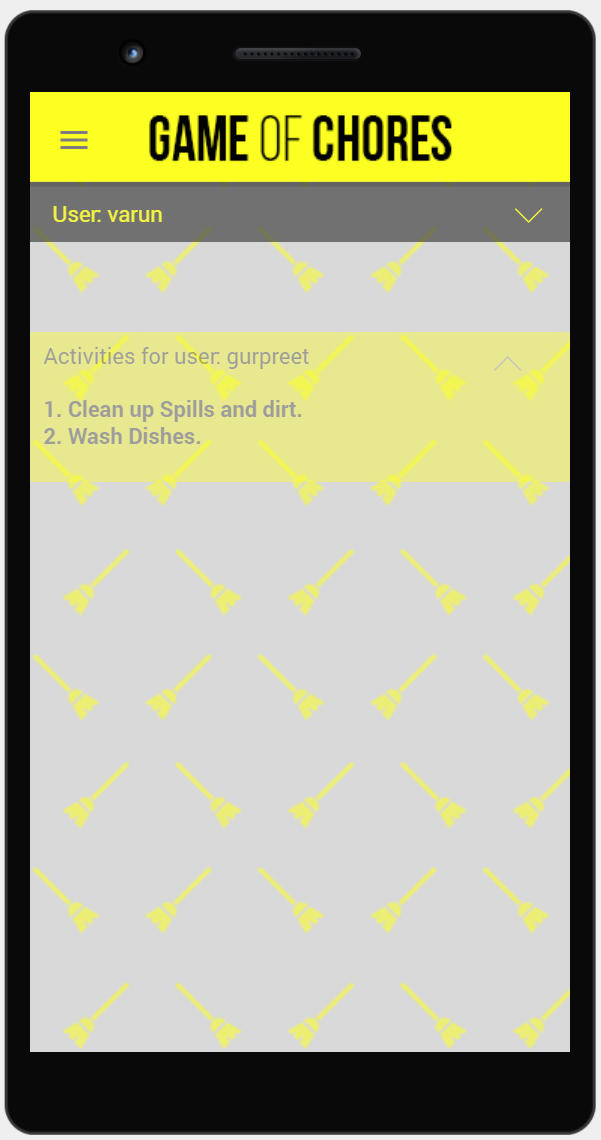 GAME OF CHORES
User: varun
Activities for user: gurpreet
1. Clean up Spills and dirt.
2. Wash Dishes.